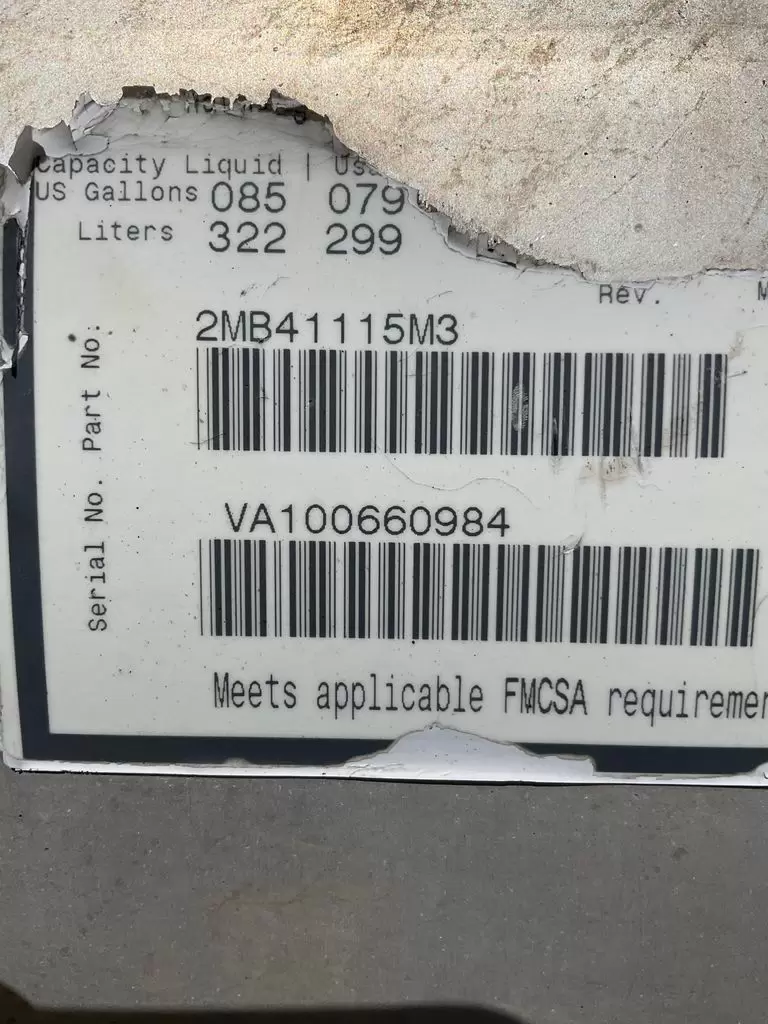 Capacity Liquid |
US Gallons 085 079
Liters 322 299
Rev.
Part No.
2MB41115M3
Serial No.
VA100660984
Meets applicable FMCSA